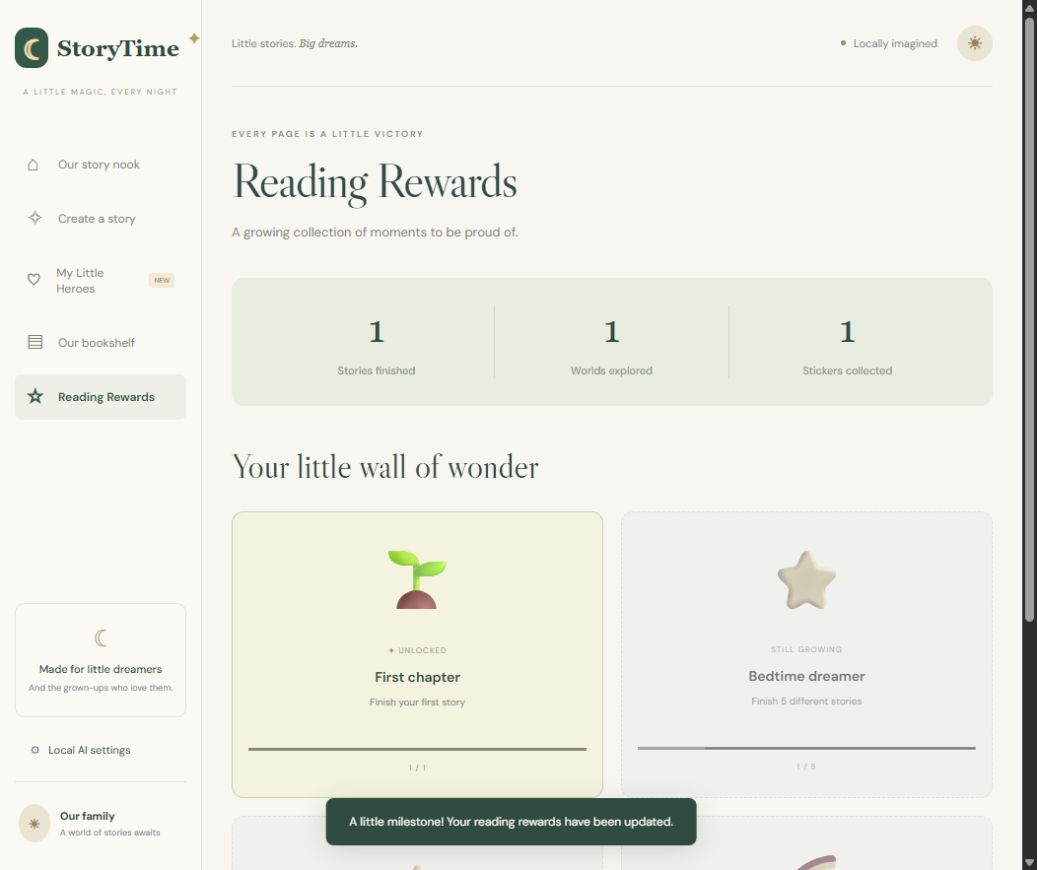 StoryTime
A LITTLE MAGIC, EVERY NIGHT
Our story nook
Create a story
My Little
Heroes
NEW
Our bookshelf
Reading Rewards
Made for little dreamers
And the grown-ups who love them.
Local AI settings
Our family
A world of stories awaits
Little stories. Big dreams.
Locally imagined
EVERY PAGE IS A LITTLE VICTORY
Reading Rewards
A growing collection of moments to be proud of.
1
Stories finished
1
Worlds explored
1
Stickers collected
Your little wall of wonder
UNLOCKED
First chapter
Finish your first story
1 / 1
STILL GROWING
Bedtime dreamer
Finish 5 different stories
1 / 5
A little milestone! Your reading rewards have been updated.